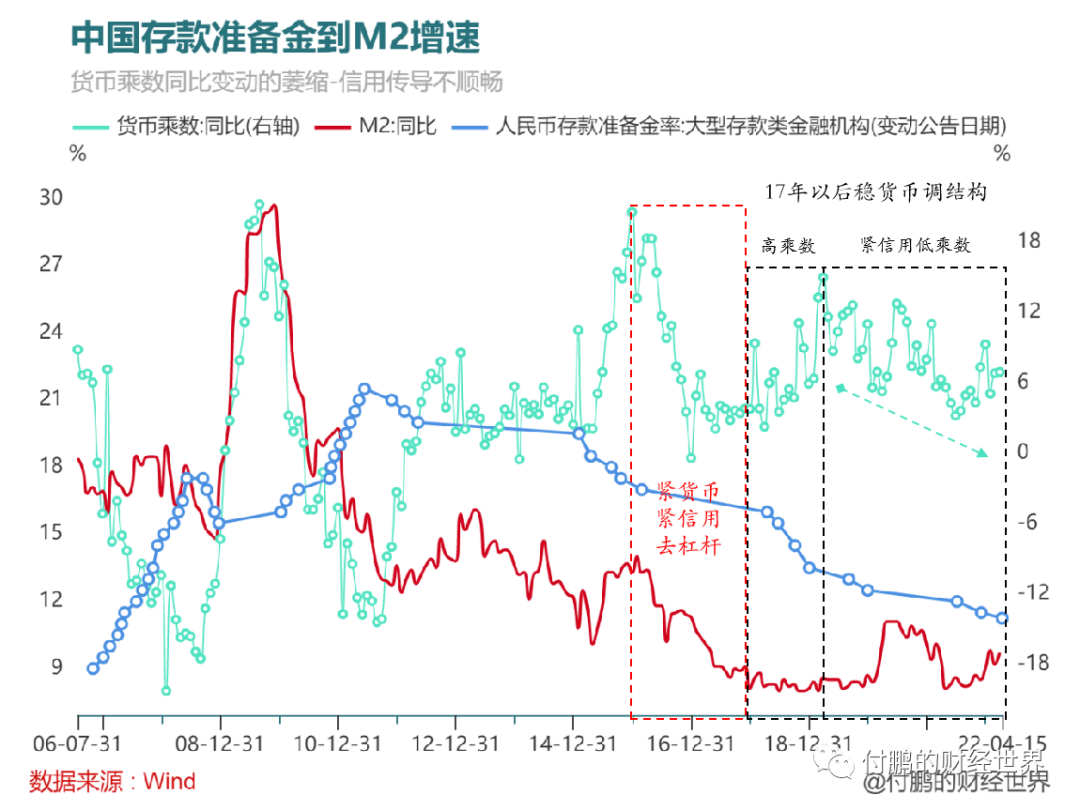 中国存款准备金到M2增速
货币乘数同比变动的萎缩-信用传导不顺畅
货币乘数:同比(右轴) M2:同比 人民币存款准备金率:大型存款类金融机构(变动公告日期)
% %
17年以后稳货币调结构
30
高乘数 紧信用低乘数
18
27
12
24
6
21
0
18
紧货币
紧信用
去杠杆
15
-6
12
-12
9
-18
06-07-31 08-12-31 10-12-31 12-12-31 14-12-31 16-12-31 18-12-31 22-04-15
付鹏的财经世界
数据来源：Wind
@付鹏的财经世界